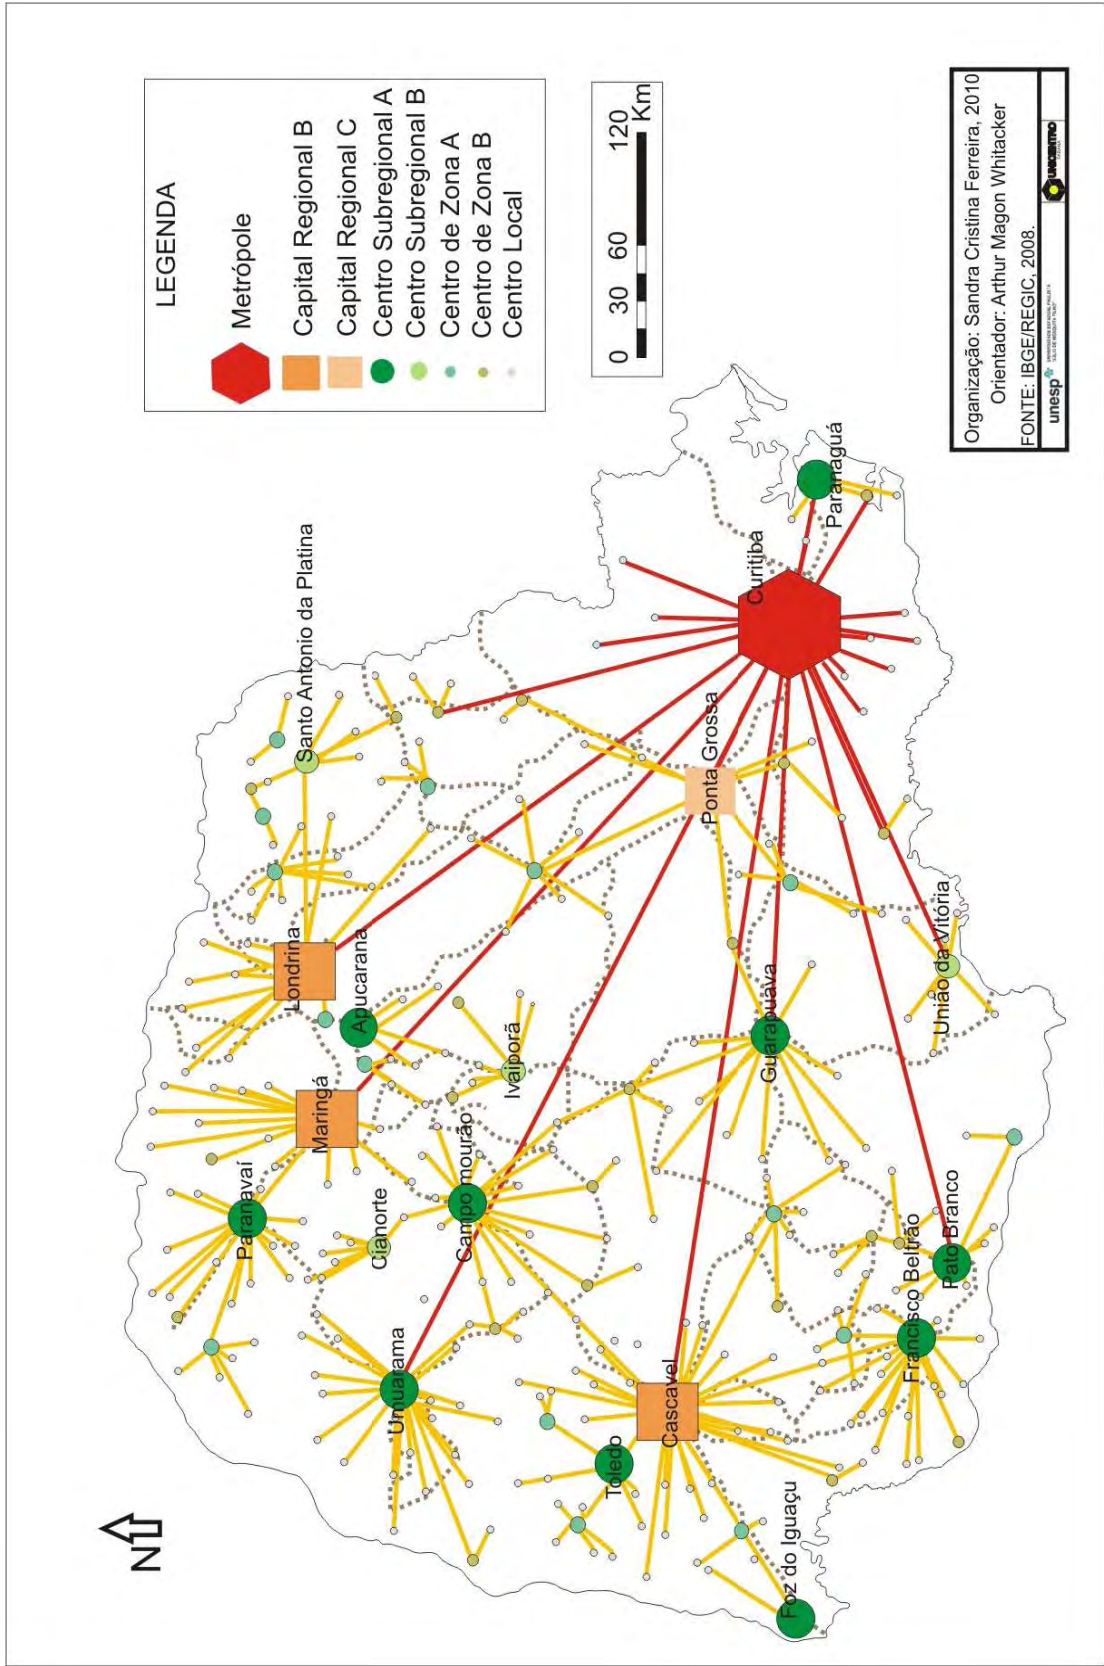 N
LEGENDA
Metrópole
Capital Regional B
Capital Regional C
Centro Subregional A
Centro Subregional B
Centro de Zona A
Centro de Zona B
Centro Local
0 30 60 120
Km
Santo Antonio da Platina
Londrina
Apucarana
Maringá
Paranavaí
Cianorte
Ivaiporã
Campo mourão
Umuarama
Toledo
Cascavel
Foz do Iguaçu
Francisco Beltrão
Pato Branco
Guarapuava
União da Vitória
Ponta Grossa
Curitiba
Paranaguá
Organização: Sandra Cristina Ferreira, 2010
Orientador: Arthur Magon Whitacker
FONTE: IBGE/REGIC, 2008.
unesp
UNICENTRO